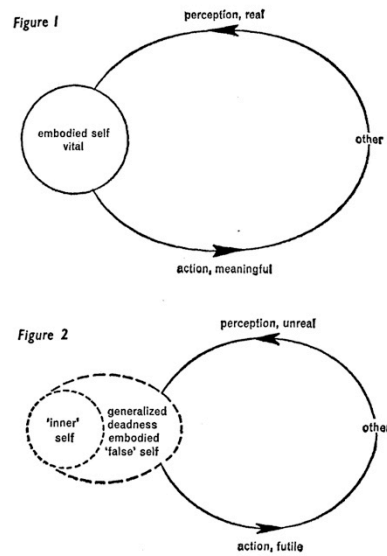 Figure 1
perception, real
embodied self
vital
other
action, meaningful
Figure 2
perception, unreal
'inner'
self
generalized
deadness
embodied
'false' self
other
action, futile